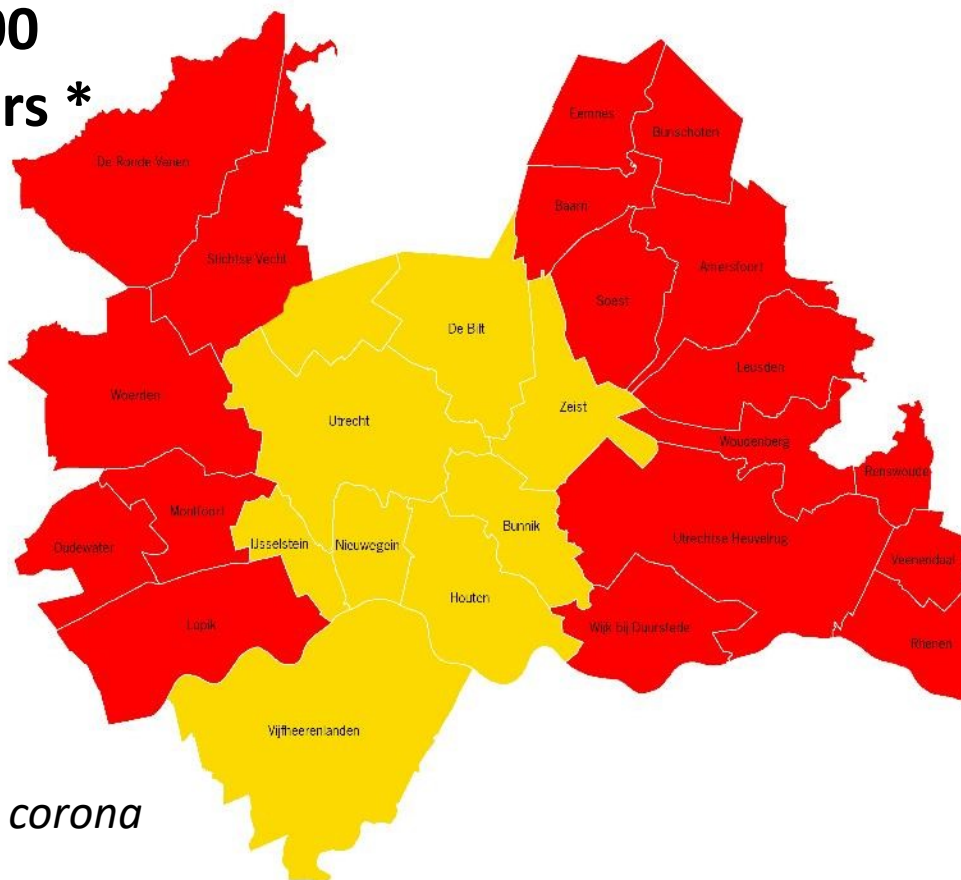 00
rs *
Eemnes
Bunschoten
De Ronde Venen
Baarn
Stichtse Vecht
Amersfoort
Soest
De Bilt
Leusden
Woerden
Zeist
Utrecht
Woudenberg
Renswoude
Montfoort
Bunnik
Oudewater
IJsselstein
Nieuwegein
Utrechtse Heuvelrug
Veenendaal
Houten
Lopik
Wijk bij Duurstede
Rhenen
Vijfheerenlanden
corona